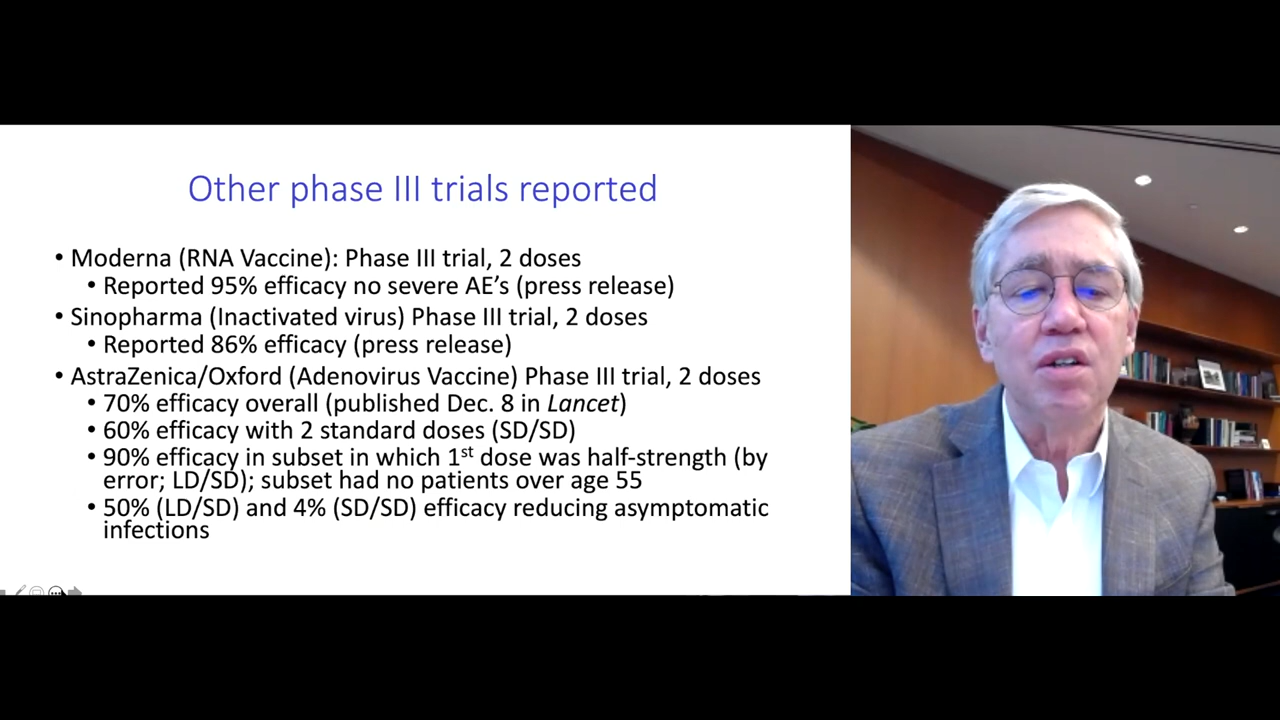 Other phase III trials reported
• Moderna (RNA Vaccine): Phase III trial, 2 doses
• Reported 95% efficacy no severe AE’s (press release)
• Sinopharma (Inactivated virus) Phase III trial, 2 doses
• Reported 86% efficacy (press release)
• AstraZenica/Oxford (Adenovirus Vaccine) Phase III trial, 2 doses
• 70% efficacy overall (published Dec. 8 in Lancet)
• 60% efficacy with 2 standard doses (SD/SD)
• 90% efficacy in subset in which 1st dose was half-strength (by
error; LD/SD); subset had no patients over age 55
• 50% (LD/SD) and 4% (SD/SD) efficacy reducing asymptomatic
infections